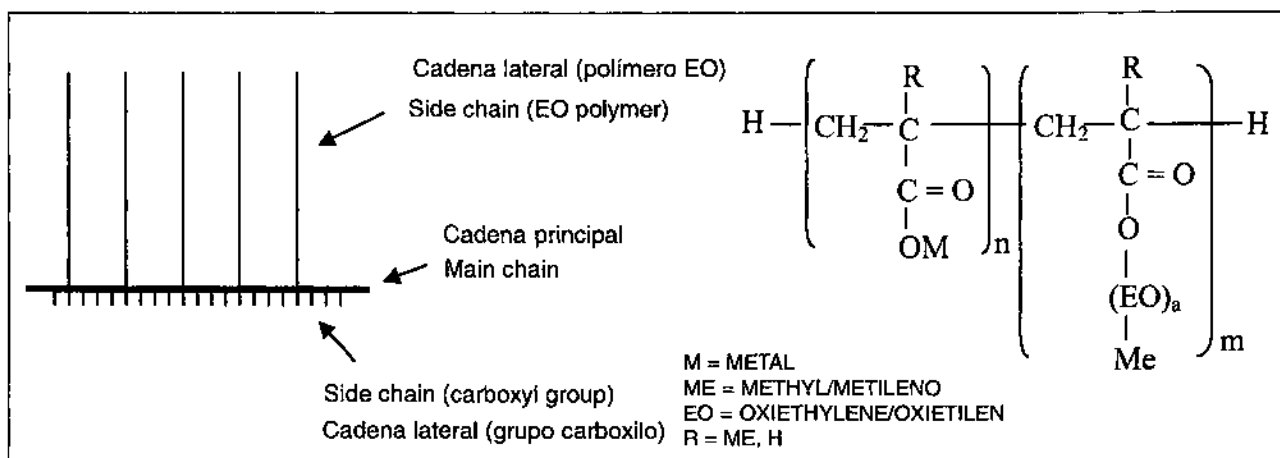 Cadena lateral (polímero EO)
Side chain (EO polymer)
Cadena principal
Main chain
Side chain (carboxyl group)
Cadena lateral (grupo carboxilo)
R R
H CH₂ C CH₂ C H
C = O C = O
OM n O
(EO)ₐ
Me m
M = METAL
ME = METHYL/METILENO
EO = OXIETHYLENE/OXIETILEN
R = ME, H